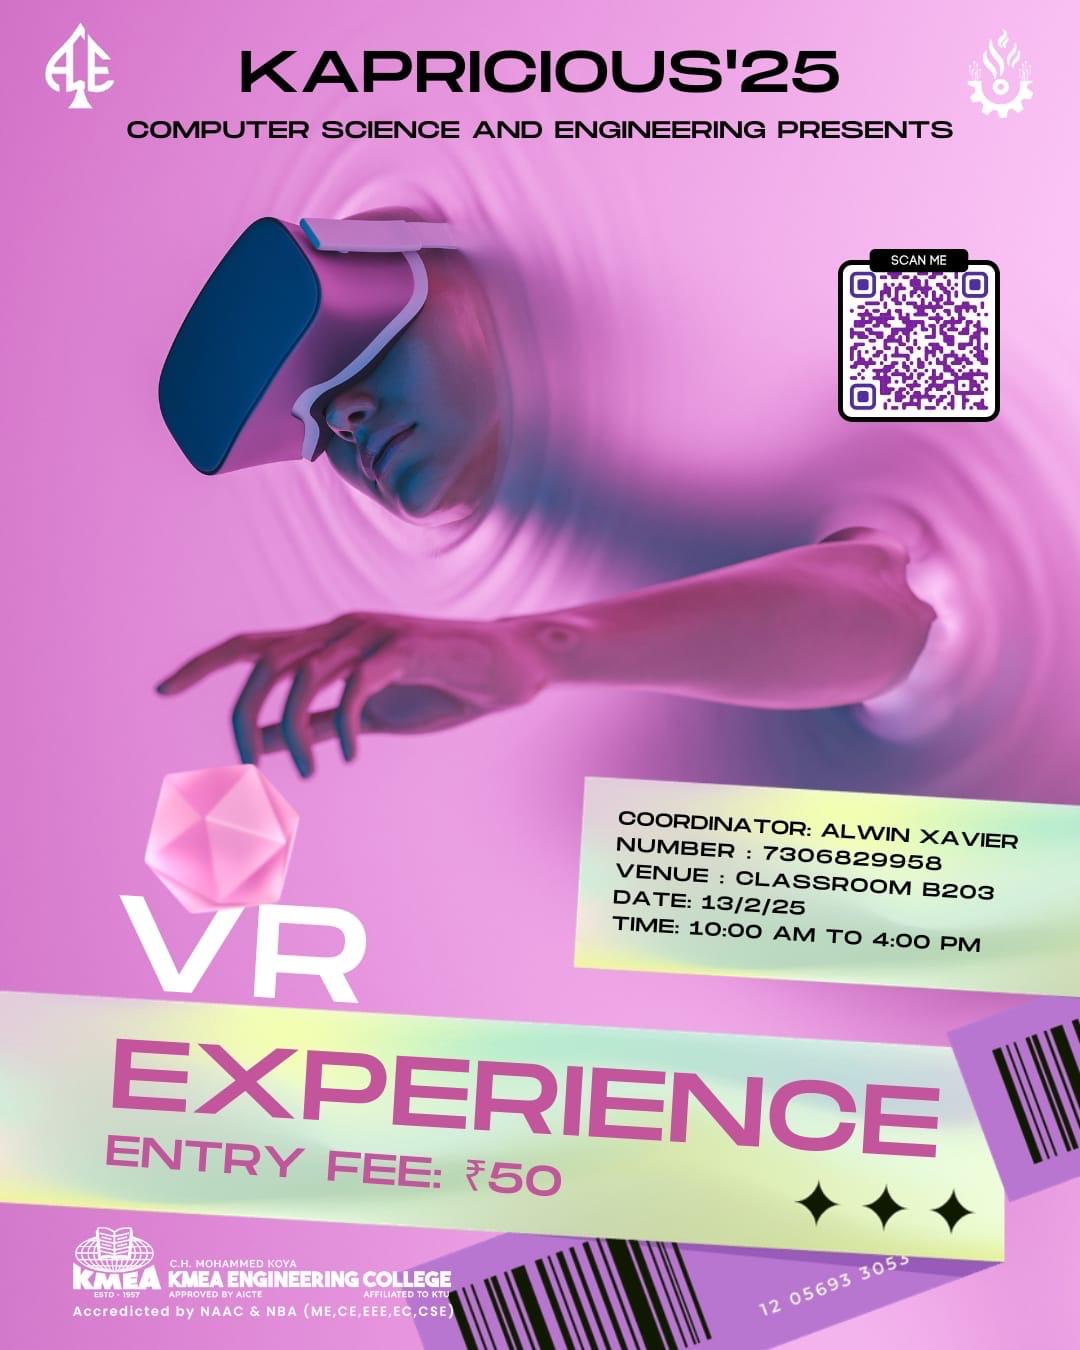 ACE
KAPRICIOUS'25
COMPUTER SCIENCE AND ENGINEERING PRESENTS
SCAN ME
COORDINATOR: ALWIN XAVIER
NUMBER : 7306829958
VENUE : CLASSROOM B203
DATE: 13/2/25
TIME: 10:00 AM TO 4:00 PM
VR
EXPERIENCE
ENTRY FEE: ₹50
KMEA
ESTD - 1957
C.H. MOHAMMED KOYA
KMEA ENGINEERING COLLEGE
APPROVED BY AICTE AFFILIATED TO KTU
Accredicted by NAAC & NBA (ME,CE,EEE,EC,CSE)
12 05693 3053